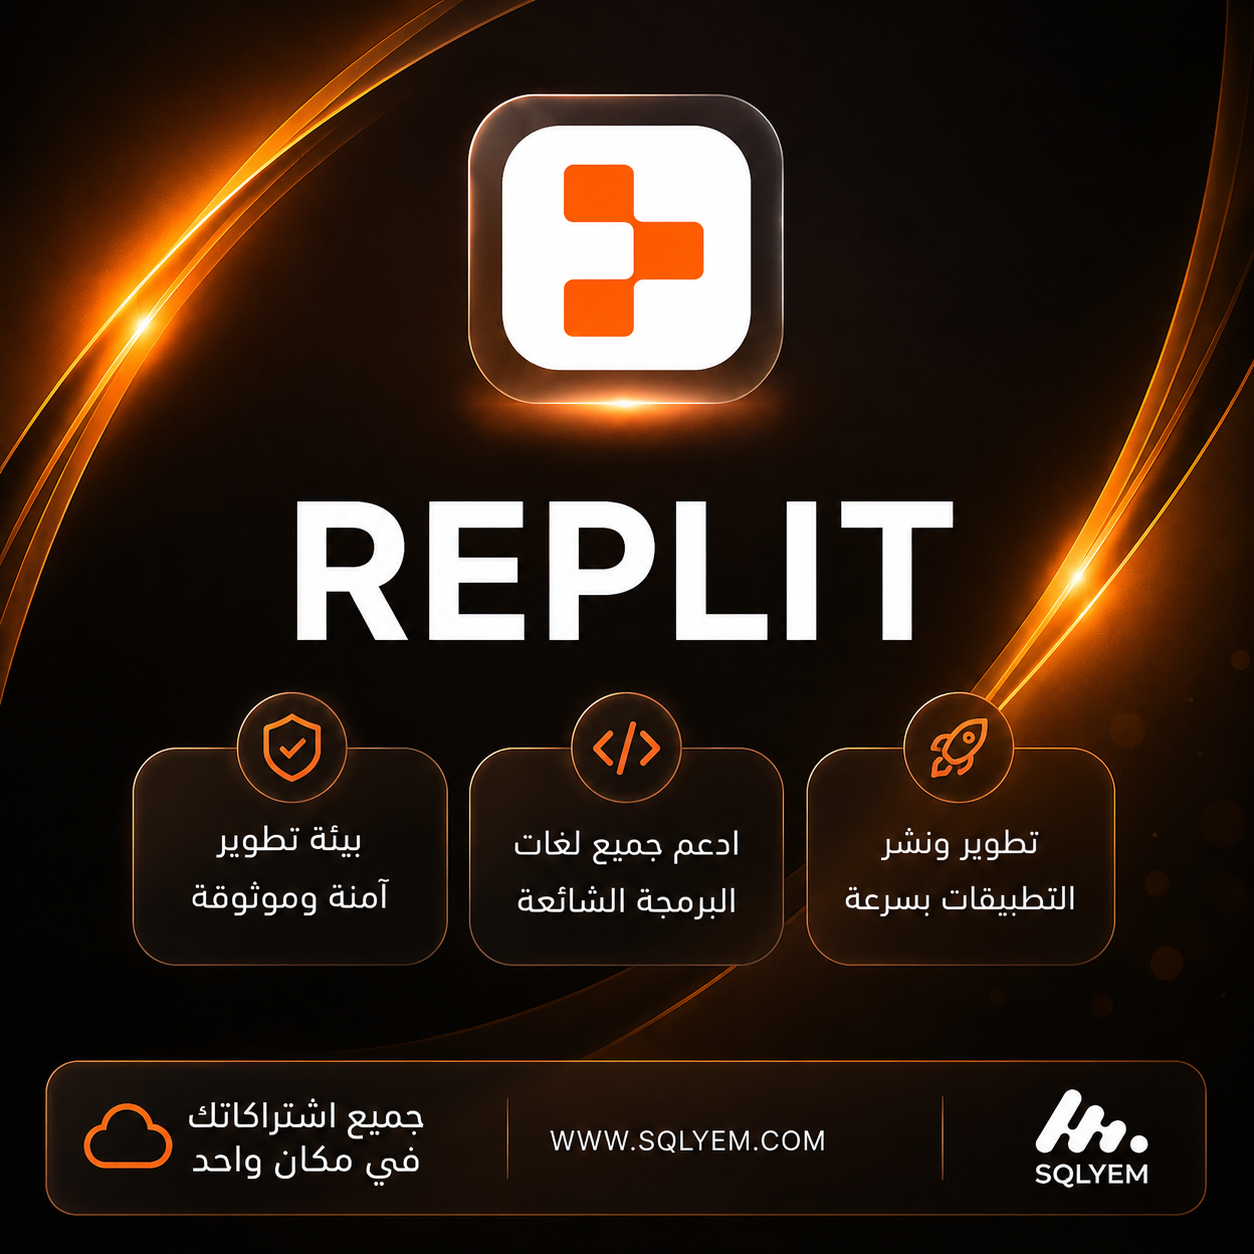 REPLIT
تطوير ونشر
التطبيقات بسرعة
ادعم جميع لغات
البرمجة الشائعة
بيئة تطوير
آمنة وموثوقة
SQLYEM
WWW.SQLYEM.COM
جميع اشتراكاتك
في مكان واحد